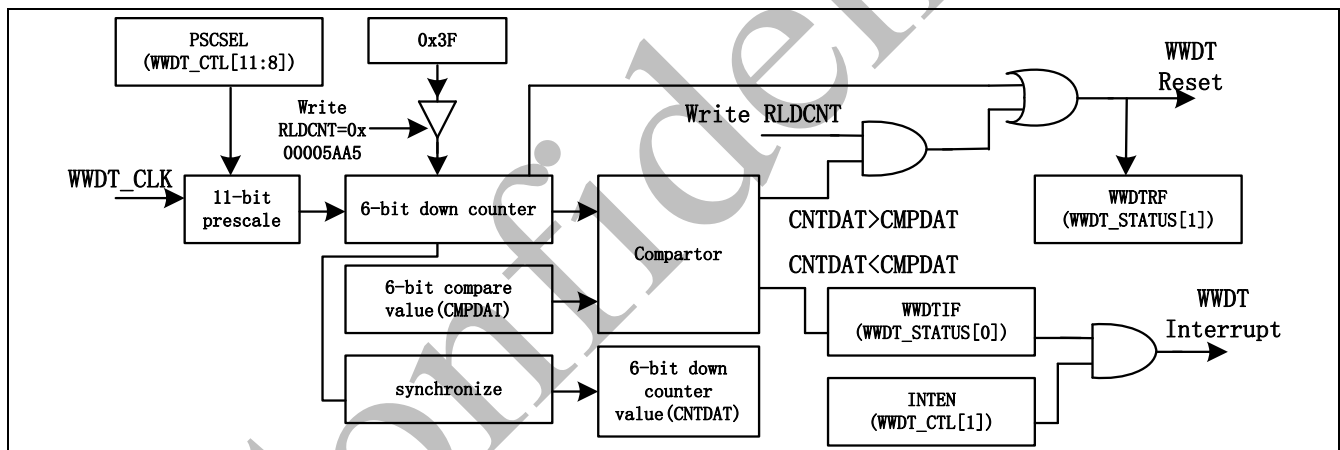 PSCSEL
(WWDT_CTL[11:8])
0x3F
Write
RLDCNT=0x
00005AA5
WWDT_CLK
11-bit
prescale
6-bit down counter
6-bit compare
value(CMPDAT)
synchronize
Compartor
6-bit down
counter
value(CNTDAT)
Write RLDCNT
CNTDAT>CMPDAT
CNTDAT<CMPDAT
WWDT
Reset
WWDTRF
(WWDT_STATUS[1])
WWDTIF
(WWDT_STATUS[0])
INTEN
(WWDT_CTL[1])
WWDT
Interrupt
Confiden